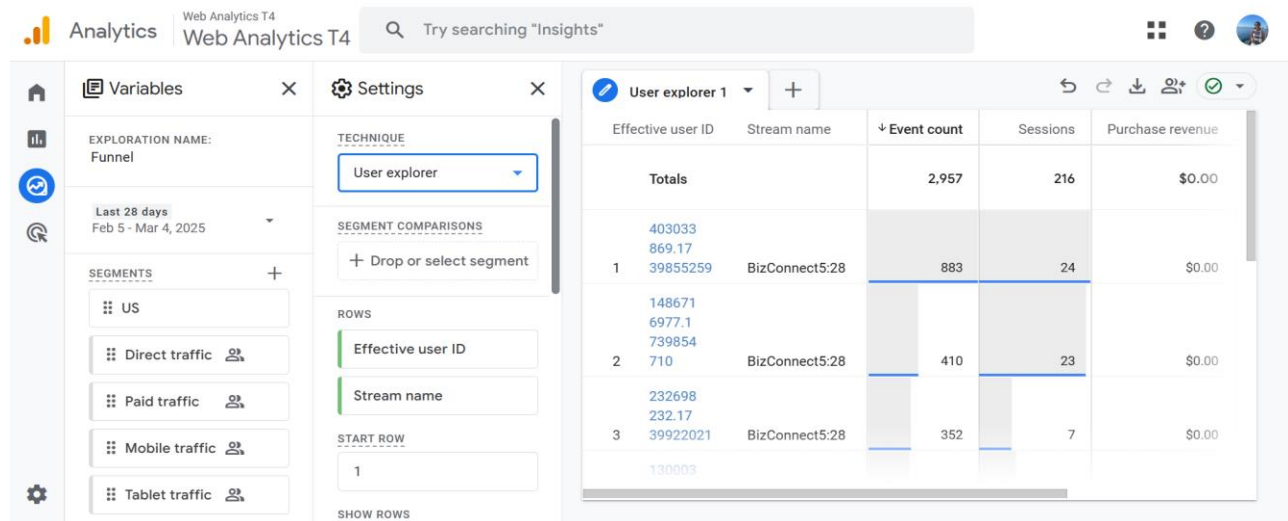 Web Analytics T4
Analytics
Web Analytics T4
Try searching "Insights"
Variables
EXPLORATION NAME:
Funnel
Last 28 days
Feb 5 - Mar 4, 2025
SEGMENTS
US
Direct traffic
Paid traffic
Mobile traffic
Tablet traffic
Settings
TECHNIQUE
User explorer
SEGMENT COMPARISONS
Drop or select segment
ROWS
Effective user ID
Stream name
START ROW
1
SHOW ROWS
User explorer 1
Effective user ID Stream name Event count Sessions Purchase revenue
Totals 2,957 216 $0.00
403033
869.17
1 39855259 BizConnect5:28 883 24 $0.00
148671
6977.1
739854
2 710 BizConnect5:28 410 23 $0.00
232698
232.17
3 39922021 BizConnect5:28 352 7 $0.00
130003